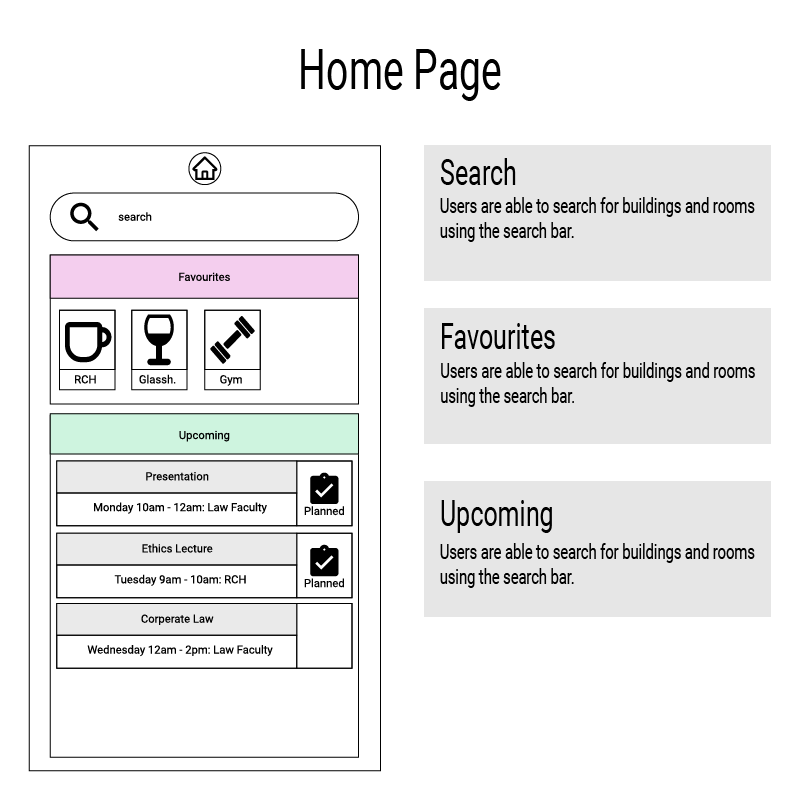 Home Page
search
Favourites
RCH
Glassh.
Gym
Upcoming
Presentation
Monday 10am - 12am: Law Faculty
Planned
Ethics Lecture
Tuesday 9am - 10am: RCH
Planned
Corperate Law
Wednesday 12am - 2pm: Law Faculty
Search
Users are able to search for buildings and rooms
using the search bar.
Favourites
Users are able to search for buildings and rooms
using the search bar.
Upcoming
Users are able to search for buildings and rooms
using the search bar.